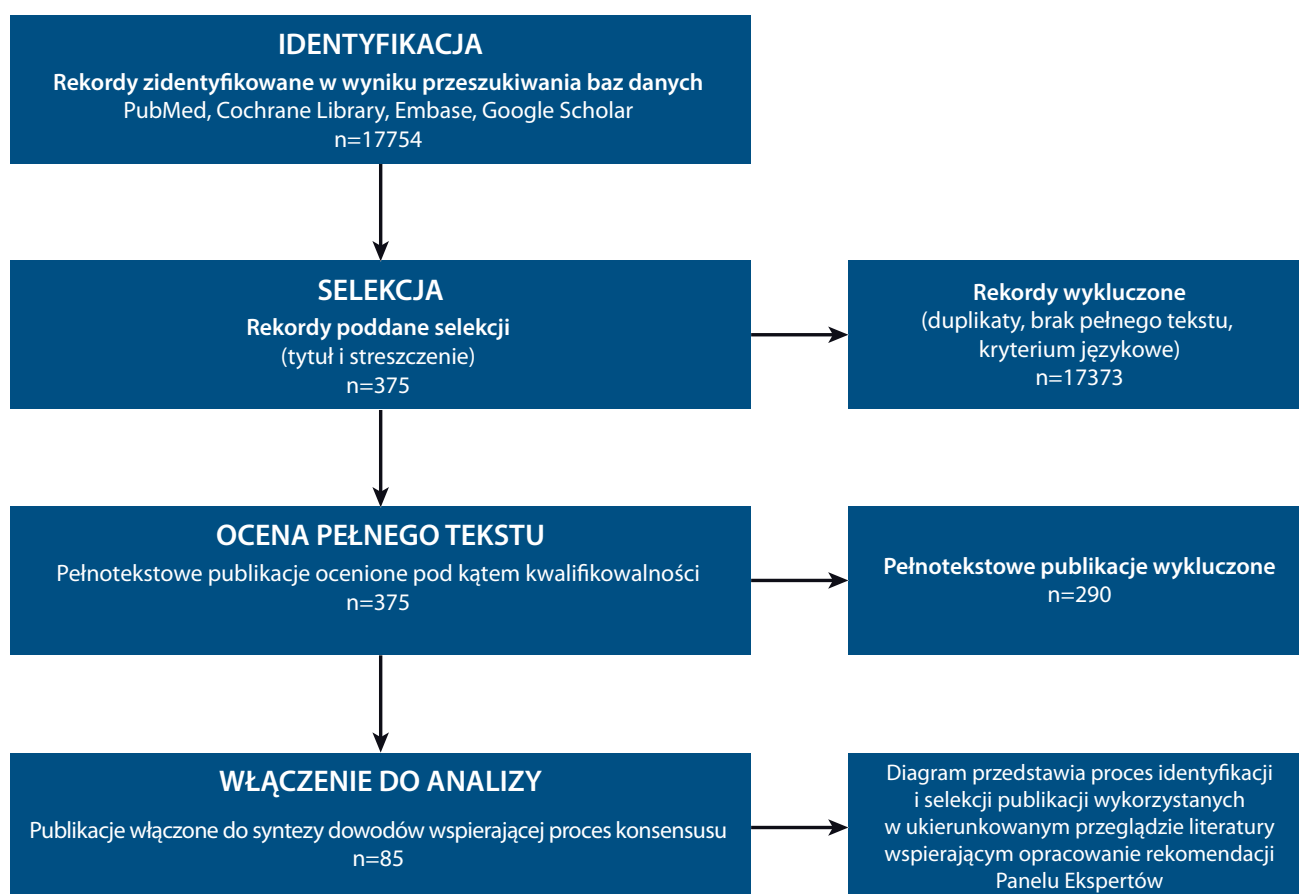 IDENTYFIKACJA
Rekordy zidentyfikowane w wyniku przeszukiwania baz danych
PubMed, Cochrane Library, Embase, Google Scholar
n=17754
SELEKCJA
Rekordy poddane selekcji
(tytuł i streszczenie)
n=375
Rekordy wykluczone
(duplikaty, brak pełnego tekstu,
kryterium językowe)
n=17373
OCENA PEŁNEGO TEKSTU
Pełnotekstowe publikacje ocenione pod kątem kwalifikowalności
n=375
Pełnotekstowe publikacje wykluczone
n=290
WŁĄCZENIE DO ANALIZY
Publikacje włączone do syntezy dowodów wspierającej proces konsensusu
n=85
Diagram przedstawia proces identyfikacji
i selekcji publikacji wykorzystanych
w ukierunkowanym przeglądzie literatury
wspierającym opracowanie rekomendacji
Panelu Ekspertów